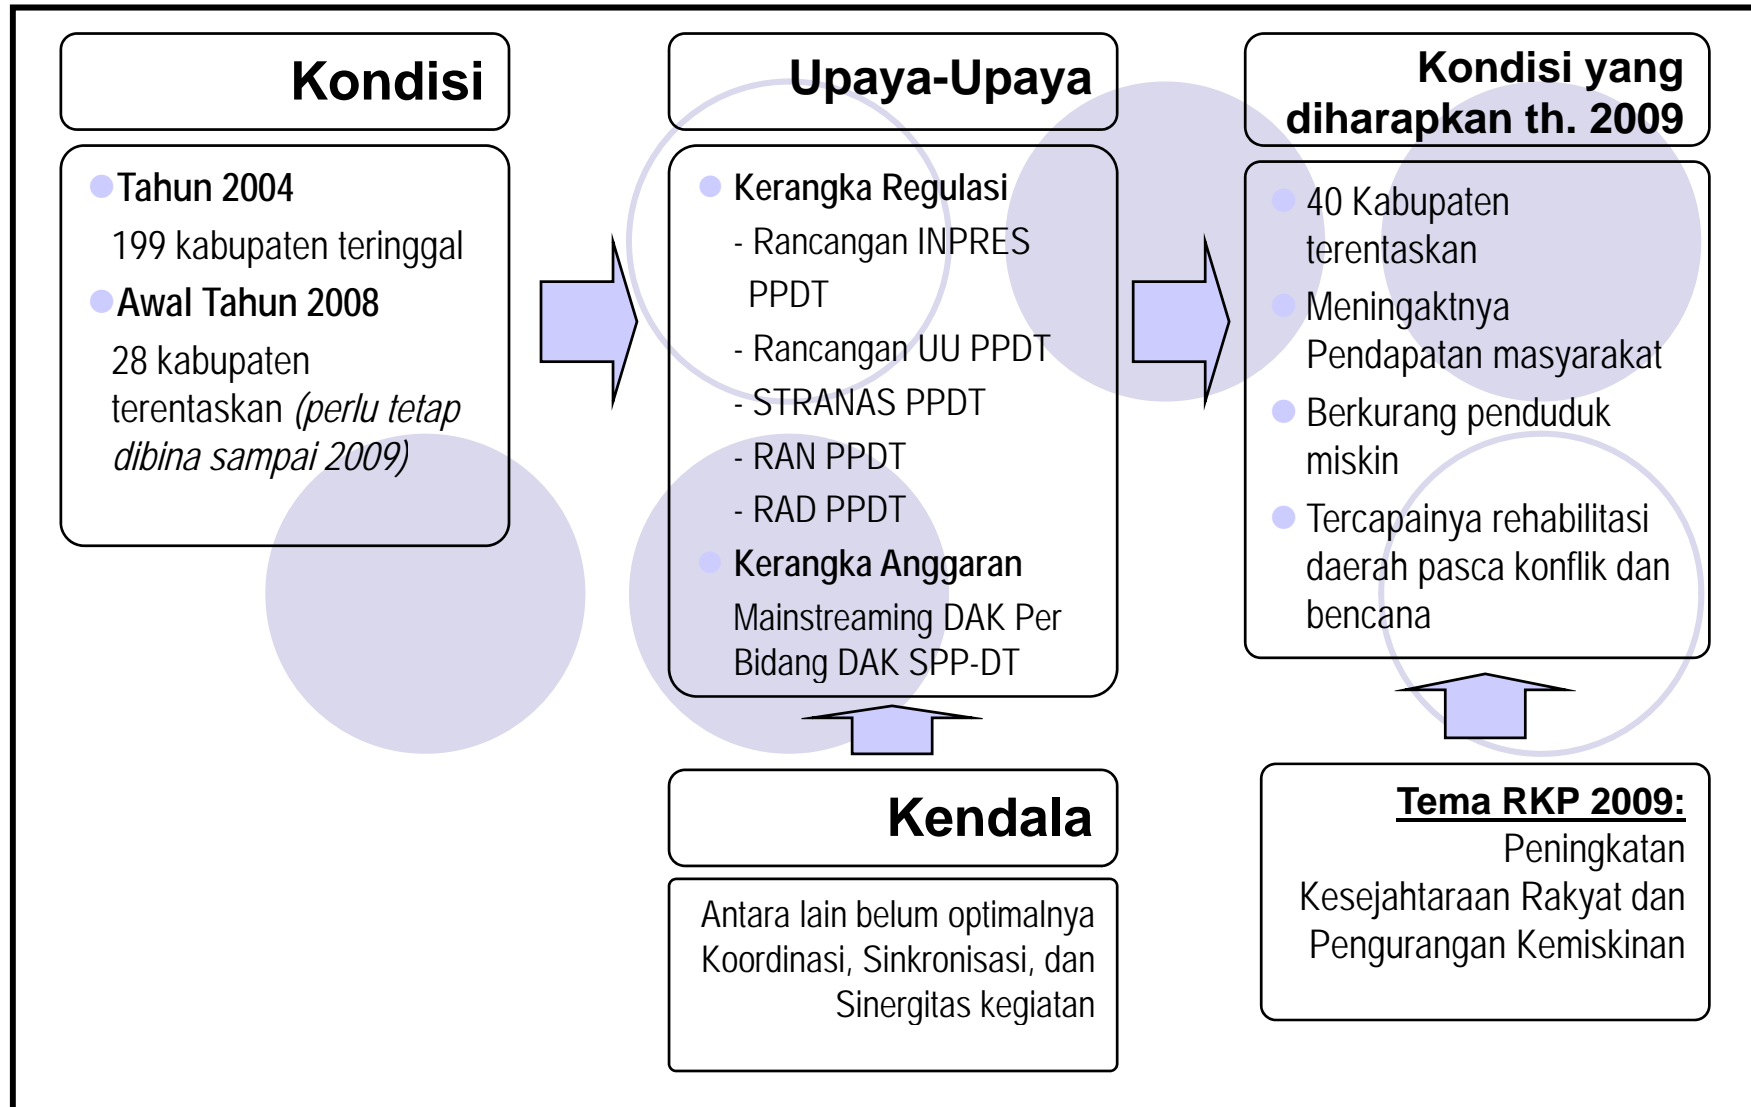 Kondisi
● Tahun 2004
199 kabupaten teringgal
● Awal Tahun 2008
28 kabupaten
terentaskan (perlu tetap
dibina sampai 2009)
Upaya-Upaya
● Kerangka Regulasi
- Rancangan INPRES
PPDT
- Rancangan UU PPDT
- STRANAS PPDT
- RAN PPDT
- RAD PPDT
● Kerangka Anggaran
Mainstreaming DAK Per
Bidang DAK SPP-DT
Kendala
Antara lain belum optimalnya
Koordinasi, Sinkronisasi, dan
Sinergitas kegiatan
Kondisi yang
diharapkan th. 2009
● 40 Kabupaten
terentaskan
● Meningaktnya
Pendapatan masyarakat
● Berkurang penduduk
miskin
● Tercapainya rehabilitasi
daerah pasca konflik dan
bencana
Tema RKP 2009:
Peningkatan
Kesejahtaraan Rakyat dan
Pengurangan Kemiskinan